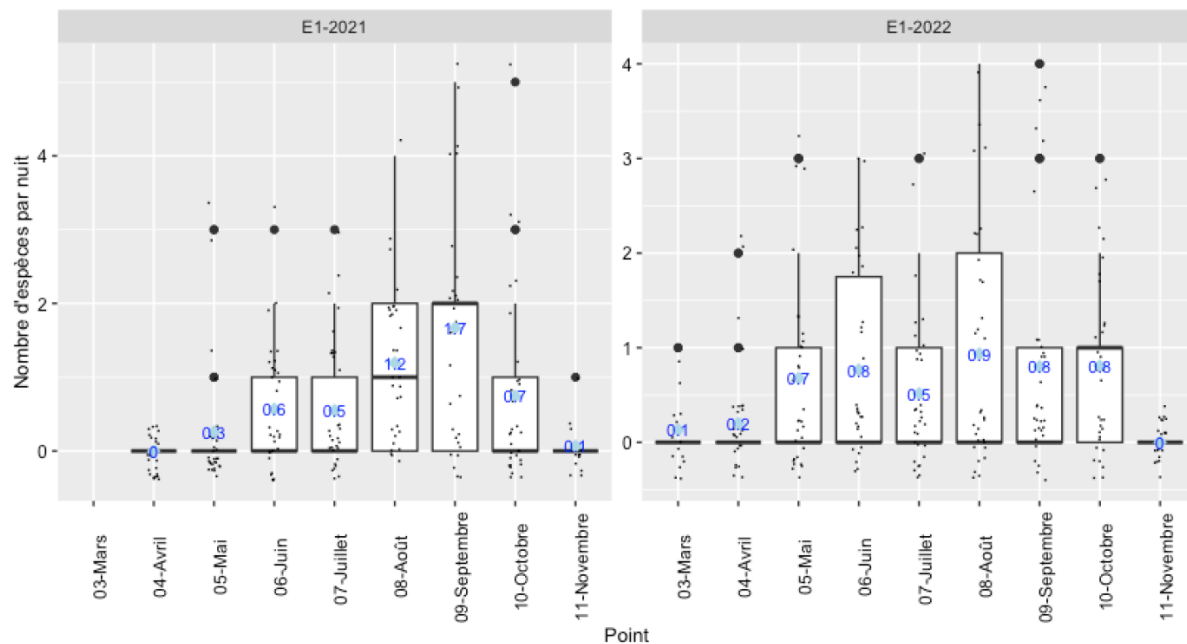 E1-2021
E1-2022
Nombre d'espèces par nuit
4
2
0
4
3
2
1
0
0
0.3
0.6
0.5
1.2
1.7
0.7
0.1
0.1
0.2
0.7
0.8
0.5
0.9
0.8
0.8
0
03-Mars
04-Avril
05-Mai
06-Juin
07-Juillet
08-Août
09-Septembre
10-Octobre
11-Novembre
03-Mars
04-Avril
05-Mai
06-Juin
07-Juillet
08-Août
09-Septembre
10-Octobre
11-Novembre
Point